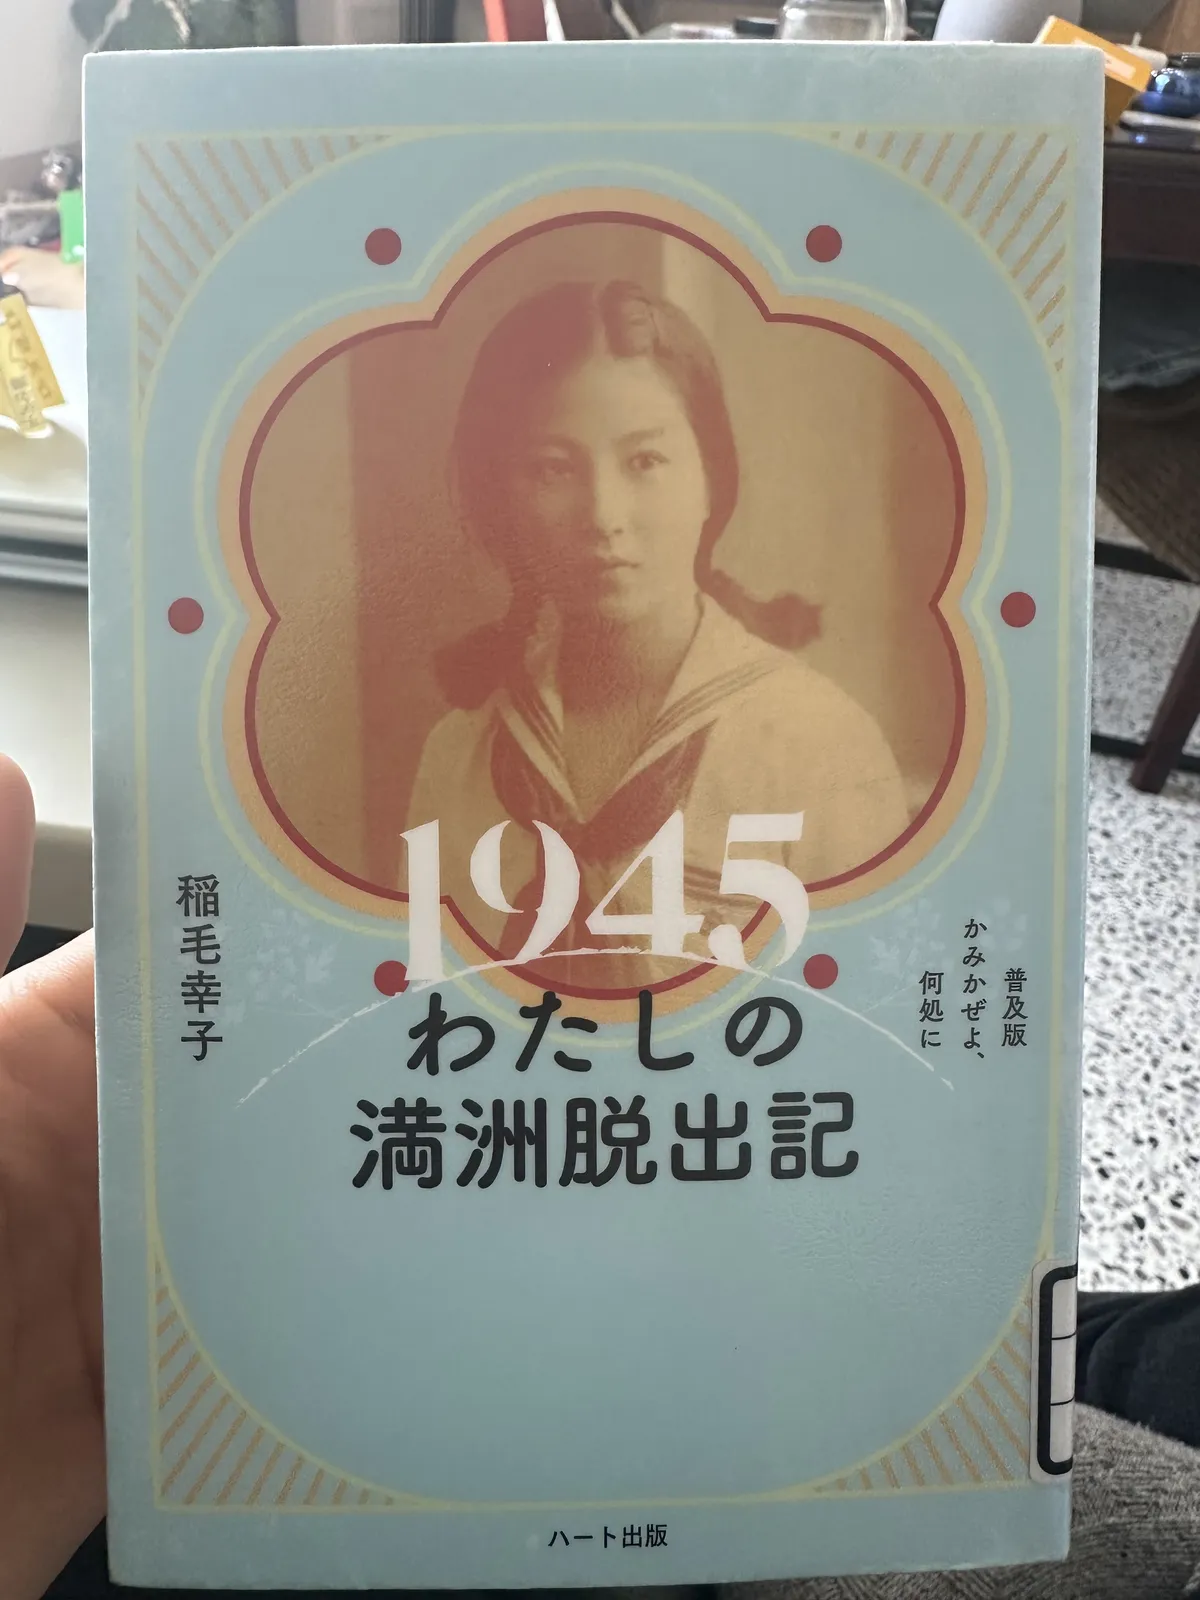 1945
わたしの
満洲脱出記
普及版
かみかぜよ、
何処に
稲毛幸子
ハート出版